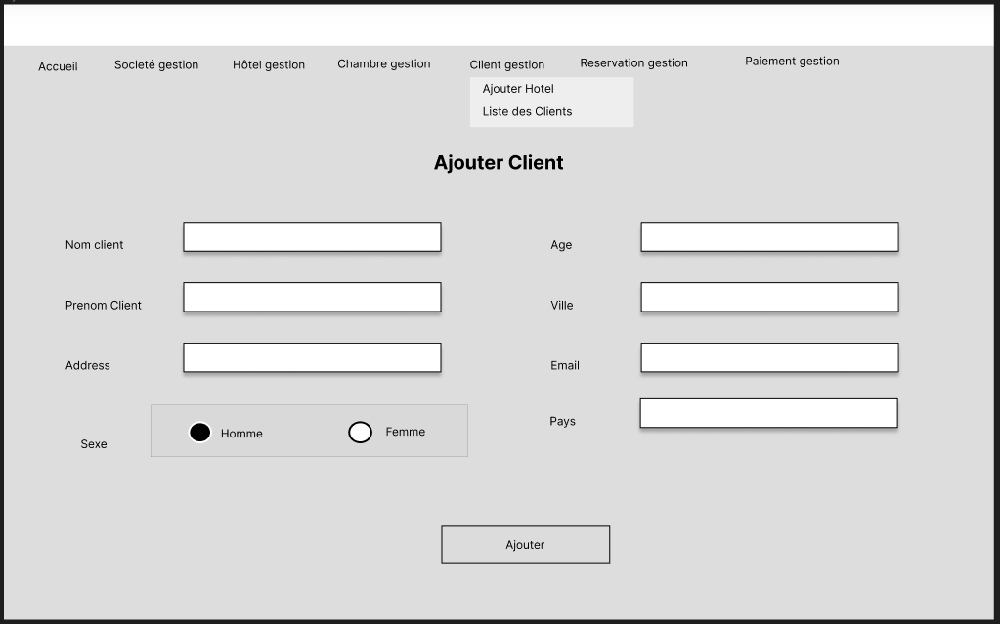 Accueil Societé gestion Hôtel gestion Chambre gestion Client gestion Reservation gestion Paiement gestion
Ajouter Hotel
Liste des Clients
Ajouter Client
Nom client Age
Prenom Client Ville
Address Email
Sexe Homme Femme Pays
Ajouter